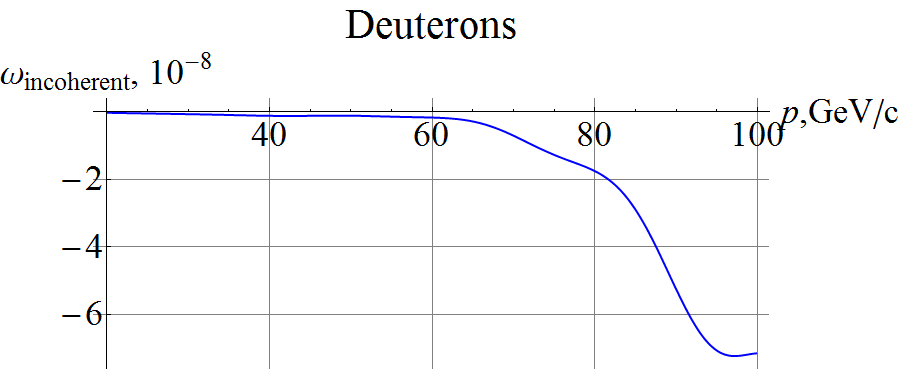 Deuterons
ωincoherent, 10−8
p,GeV/c
40 60 80 100
−2
−4
−6